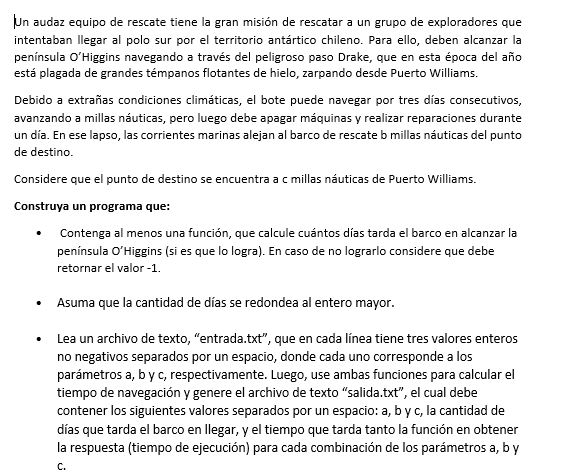 Un audaz equipo de rescate tiene la gran misión de rescatar a un grupo de exploradores que
intentaban llegar al polo sur por el territorio antártico chileno. Para ello, deben alcanzar la
península O’Higgins navegando a través del peligroso paso Drake, que en esta época del año
está plagada de grandes témpanos flotantes de hielo, zarpando desde Puerto Williams.
Debido a extrañas condiciones climáticas, el bote puede navegar por tres días consecutivos,
avanzando a millas náuticas, pero luego debe apagar máquinas y realizar reparaciones durante
un día. En ese lapso, las corrientes marinas alejan al barco de rescate b millas náuticas del punto
de destino.
Considere que el punto de destino se encuentra a c millas náuticas de Puerto Williams.
Construya un programa que:
• Contenga al menos una función, que calcule cuántos días tarda el barco en alcanzar la
península O’Higgins (si es que lo logra). En caso de no lograrlo considere que debe
retornar el valor -1.
• Asuma que la cantidad de días se redondea al entero mayor.
• Lea un archivo de texto, “entrada.txt”, que en cada línea tiene tres valores enteros
no negativos separados por un espacio, donde cada uno corresponde a los
parámetros a, b y c, respectivamente. Luego, use ambas funciones para calcular el
tiempo de navegación y genere el archivo de texto “salida.txt”, el cual debe
contener los siguientes valores separados por un espacio: a, b y c, la cantidad de
días que tarda el barco en llegar, y el tiempo que tarda tanto la función en obtener
la respuesta (tiempo de ejecución) para cada combinación de los parámetros a, b y
c.